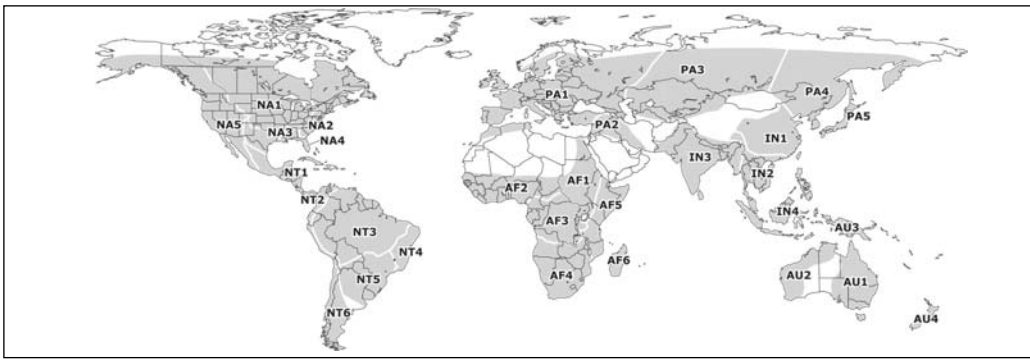 PA3
PA4
PA1
NA1
PA5
PA2
NA5
NA2
NA3
IN1
NA4
IN3
NT1
IN2
AF1
AF2
NT2
AF5
IN4
AF3
AU3
NT3
NT4
AF6
AF4
AU2
NT5
AU1
NT6
AU4